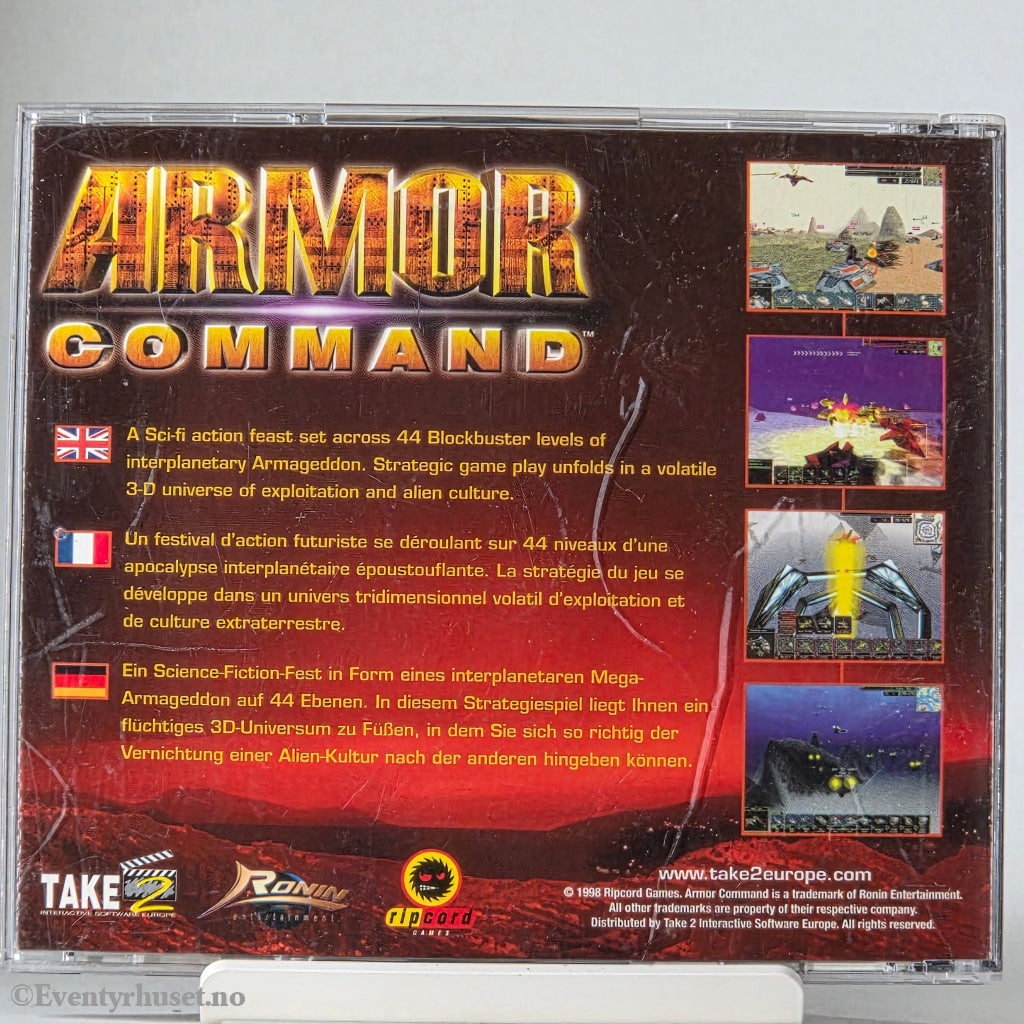 ARMOR
COMMAND™
A Sci-fi action feast set across 44 Blockbuster levels of
interplanetary Armageddon. Strategic game play unfolds in a volatile
3-D universe of exploitation and alien culture.
Un festival d'action futuriste se déroulant sur 44 niveaux d'une
apocalypse interplanétaire époustouflante. La stratégie du jeu se
développe dans un univers tridimensionnel volatil d'exploitation et
de culture extraterrestre.
Ein Science-Fiction-Fest in Form eines interplanetaren Mega-
Armageddon auf 44 Ebenen. In diesem Strategiespiel liegt Ihnen ein
flüchtiges 3D-Universum zu Füßen, in dem Sie sich so richtig der
Vernichtung einer Alien-Kultur nach der anderen hingeben können.
TAKE 2
INTERACTIVE SOFTWARE EUROPE
RONIN
entertainment
ripcord
GAMES
www.take2europe.com
© 1998 Ripcord Games. Armor Command is a trademark of Ronin Entertainment.
All other trademarks are property of their respective company.
Distributed by Take 2 Interactive Software Europe. All rights reserved.
©Eventyrhuset.no